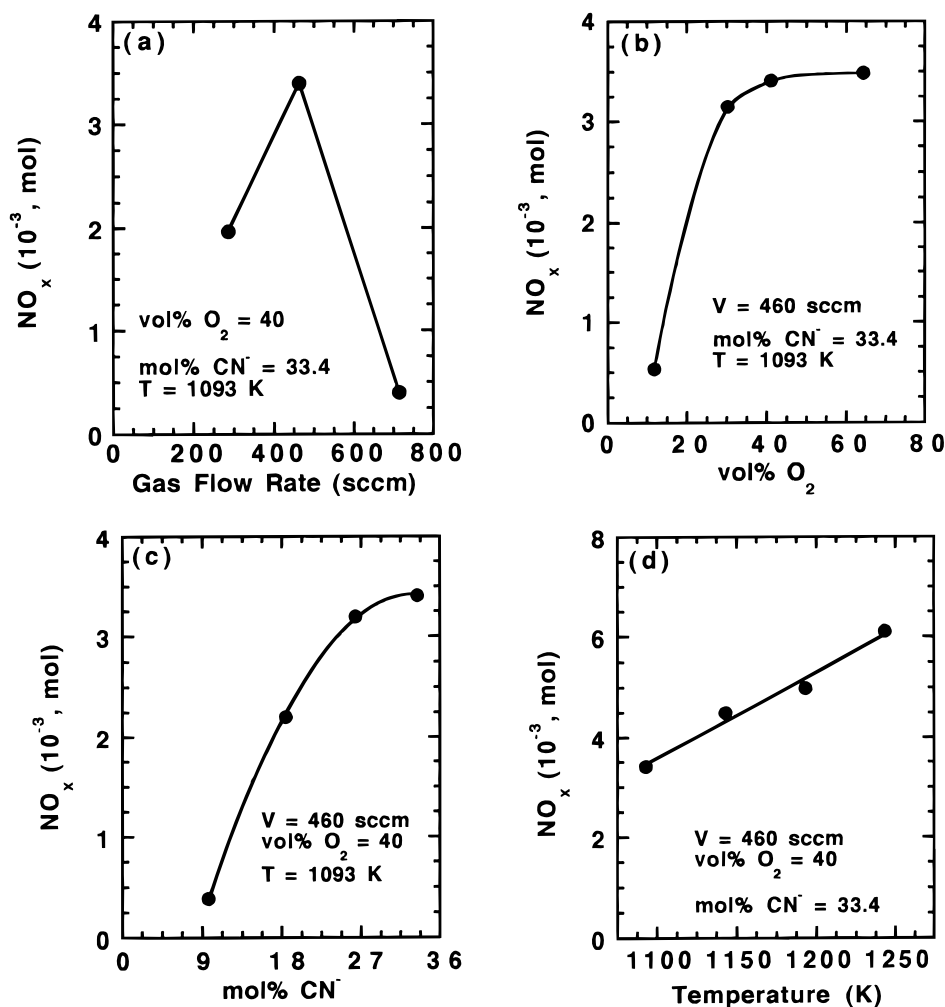 (a)
4
3
2
1
0
NOx (10-3, mol)
vol% O2 = 40
mol% CN- = 33.4
T = 1093 K
0 200 400 600 800
Gas Flow Rate (sccm)
(b)
4
3
2
1
0
NOx (10-3, mol)
V = 460 sccm
mol% CN- = 33.4
T = 1093 K
0 20 40 60 80
vol% O2
(c)
4
3
2
1
0
NOx (10-3, mol)
V = 460 sccm
vol% O2 = 40
T = 1093 K
0 9 18 27 36
mol% CN-
(d)
8
6
4
2
0
NOx (10-3, mol)
V = 460 sccm
vol% O2 = 40
mol% CN- = 33.4
1100 1150 1200 1250
Temperature (K)